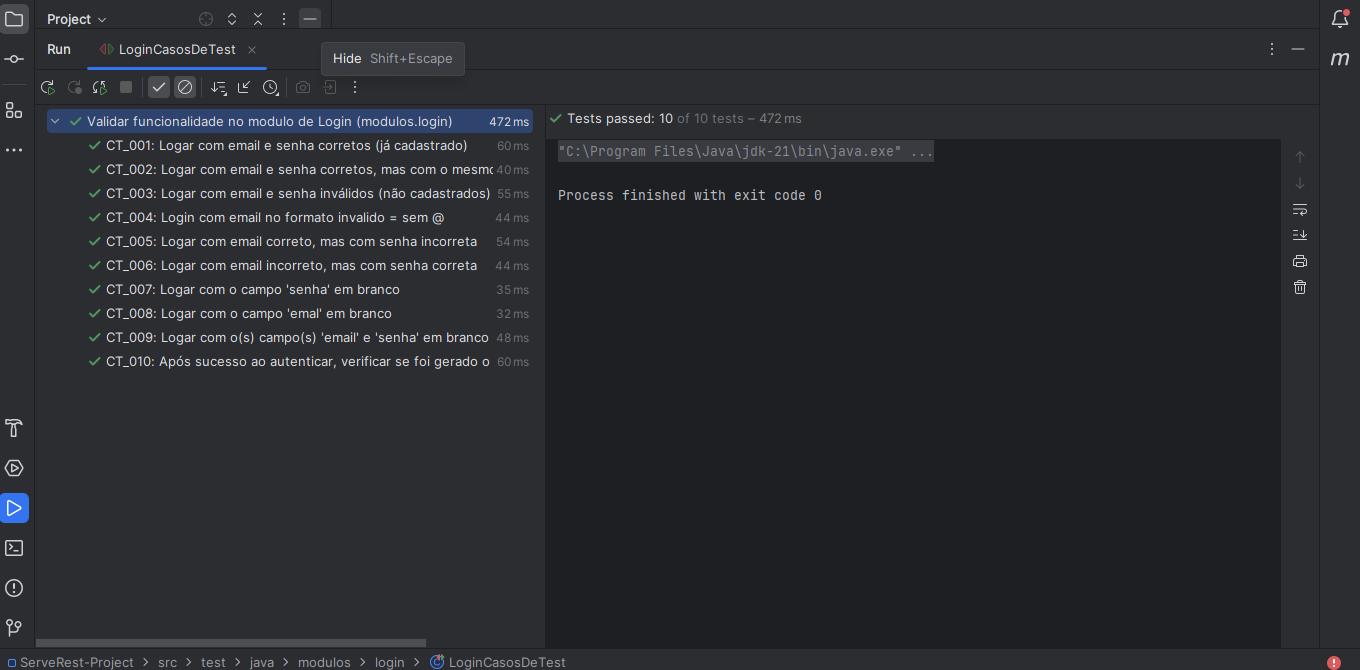 Project
Run LoginCasosDeTest
Hide Shift+Escape
m
Validar funcionalidade no modulo de Login (modulos.login) 472 ms
CT_001: Logar com email e senha corretos (já cadastrado) 60 ms
CT_002: Logar com email e senha corretos, mas com o mesmo 40 ms
CT_003: Logar com email e senha inválidos (não cadastrados) 55 ms
CT_004: Login com email no formato invalido = sem @ 44 ms
CT_005: Logar com email correto, mas com senha incorreta 54 ms
CT_006: Logar com email incorreto, mas com senha correta 44 ms
CT_007: Logar com o campo 'senha' em branco 35 ms
CT_008: Logar com o campo 'emal' em branco 32 ms
CT_009: Logar com o(s) campo(s) 'email' e 'senha' em branco 48 ms
CT_010: Após sucesso ao autenticar, verificar se foi gerado o 60 ms
Tests passed: 10 of 10 tests – 472 ms
"C:\Program Files\Java\jdk-21\bin\java.exe" ...
Process finished with exit code 0
ServeRest-Project > src > test > java > modulos > login > LoginCasosDeTest